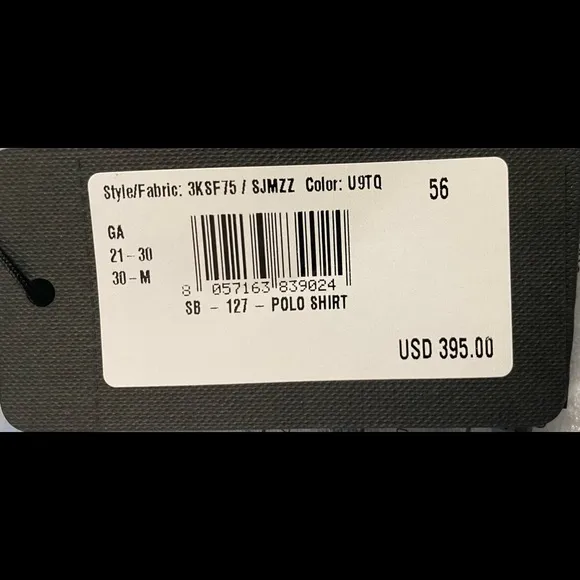 Style/Fabric: 3KSF75 / SJMZZ Color: U9TQ 56
GA
21-30
30-M
8 057163 839024
SB - 127 - POLO SHIRT
USD 395.00